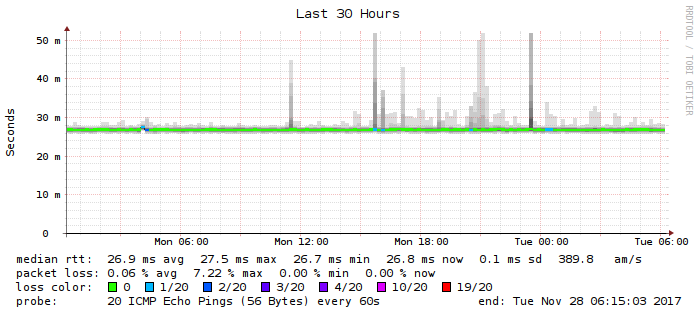 Last 30 Hours
RRDTOOL / TOBI OETIKER
Seconds
50 m
40 m
30 m
20 m
10 m
0
Mon 06:00 Mon 12:00 Mon 18:00 Tue 00:00 Tue 06:00
median rtt: 26.9 ms avg 27.5 ms max 26.7 ms min 26.8 ms now 0.1 ms sd 389.8 am/s
packet loss: 0.06 % avg 7.22 % max 0.00 % min 0.00 % now
loss color: 0 1/20 2/20 3/20 4/20 10/20 19/20
probe: 20 ICMP Echo Pings (56 Bytes) every 60s end: Tue Nov 28 06:15:03 2017